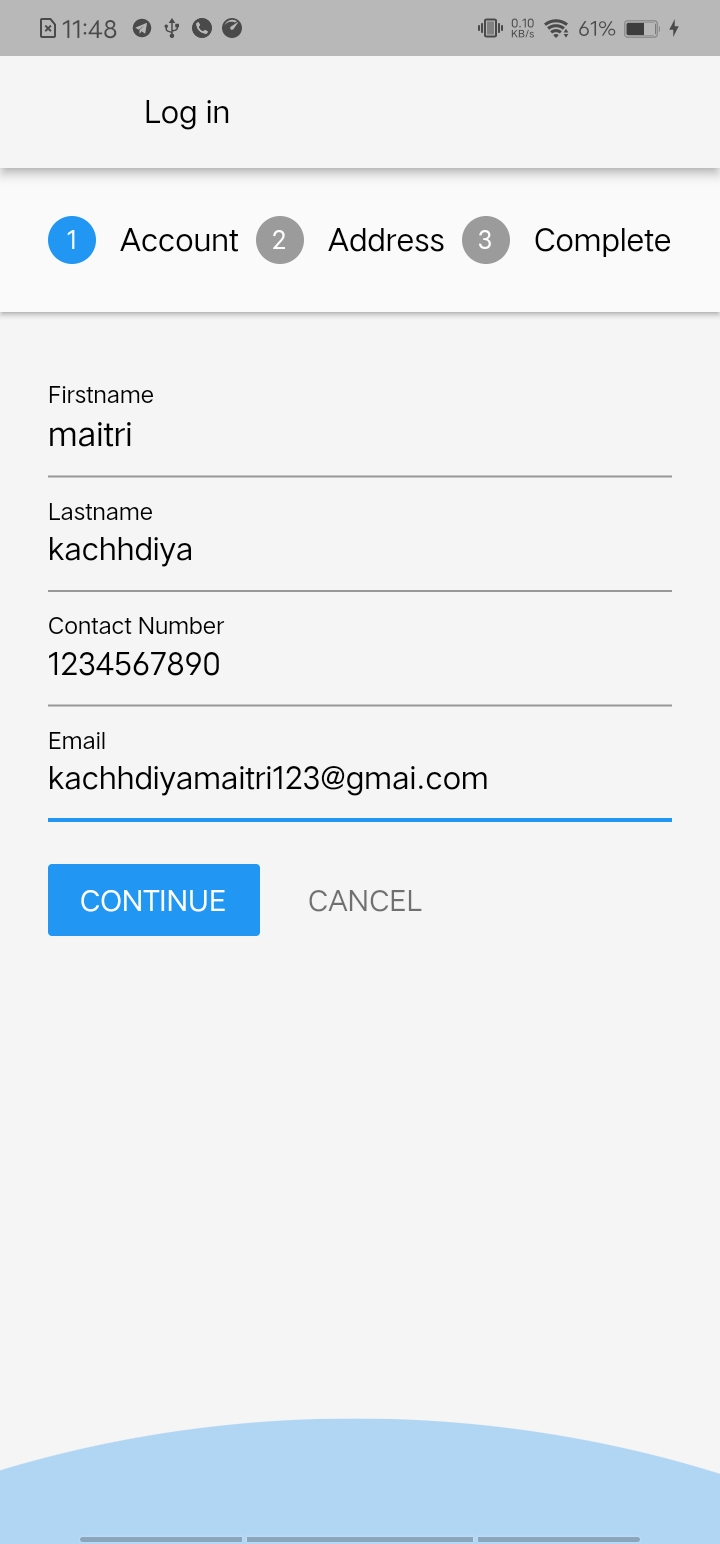 11:48 0.10 KB/s 61%
Log in
1 Account 2 Address 3 Complete
Firstname
maitri
Lastname
kachhdiya
Contact Number
1234567890
Email
kachhdiyamaitri123@gmai.com
CONTINUE CANCEL